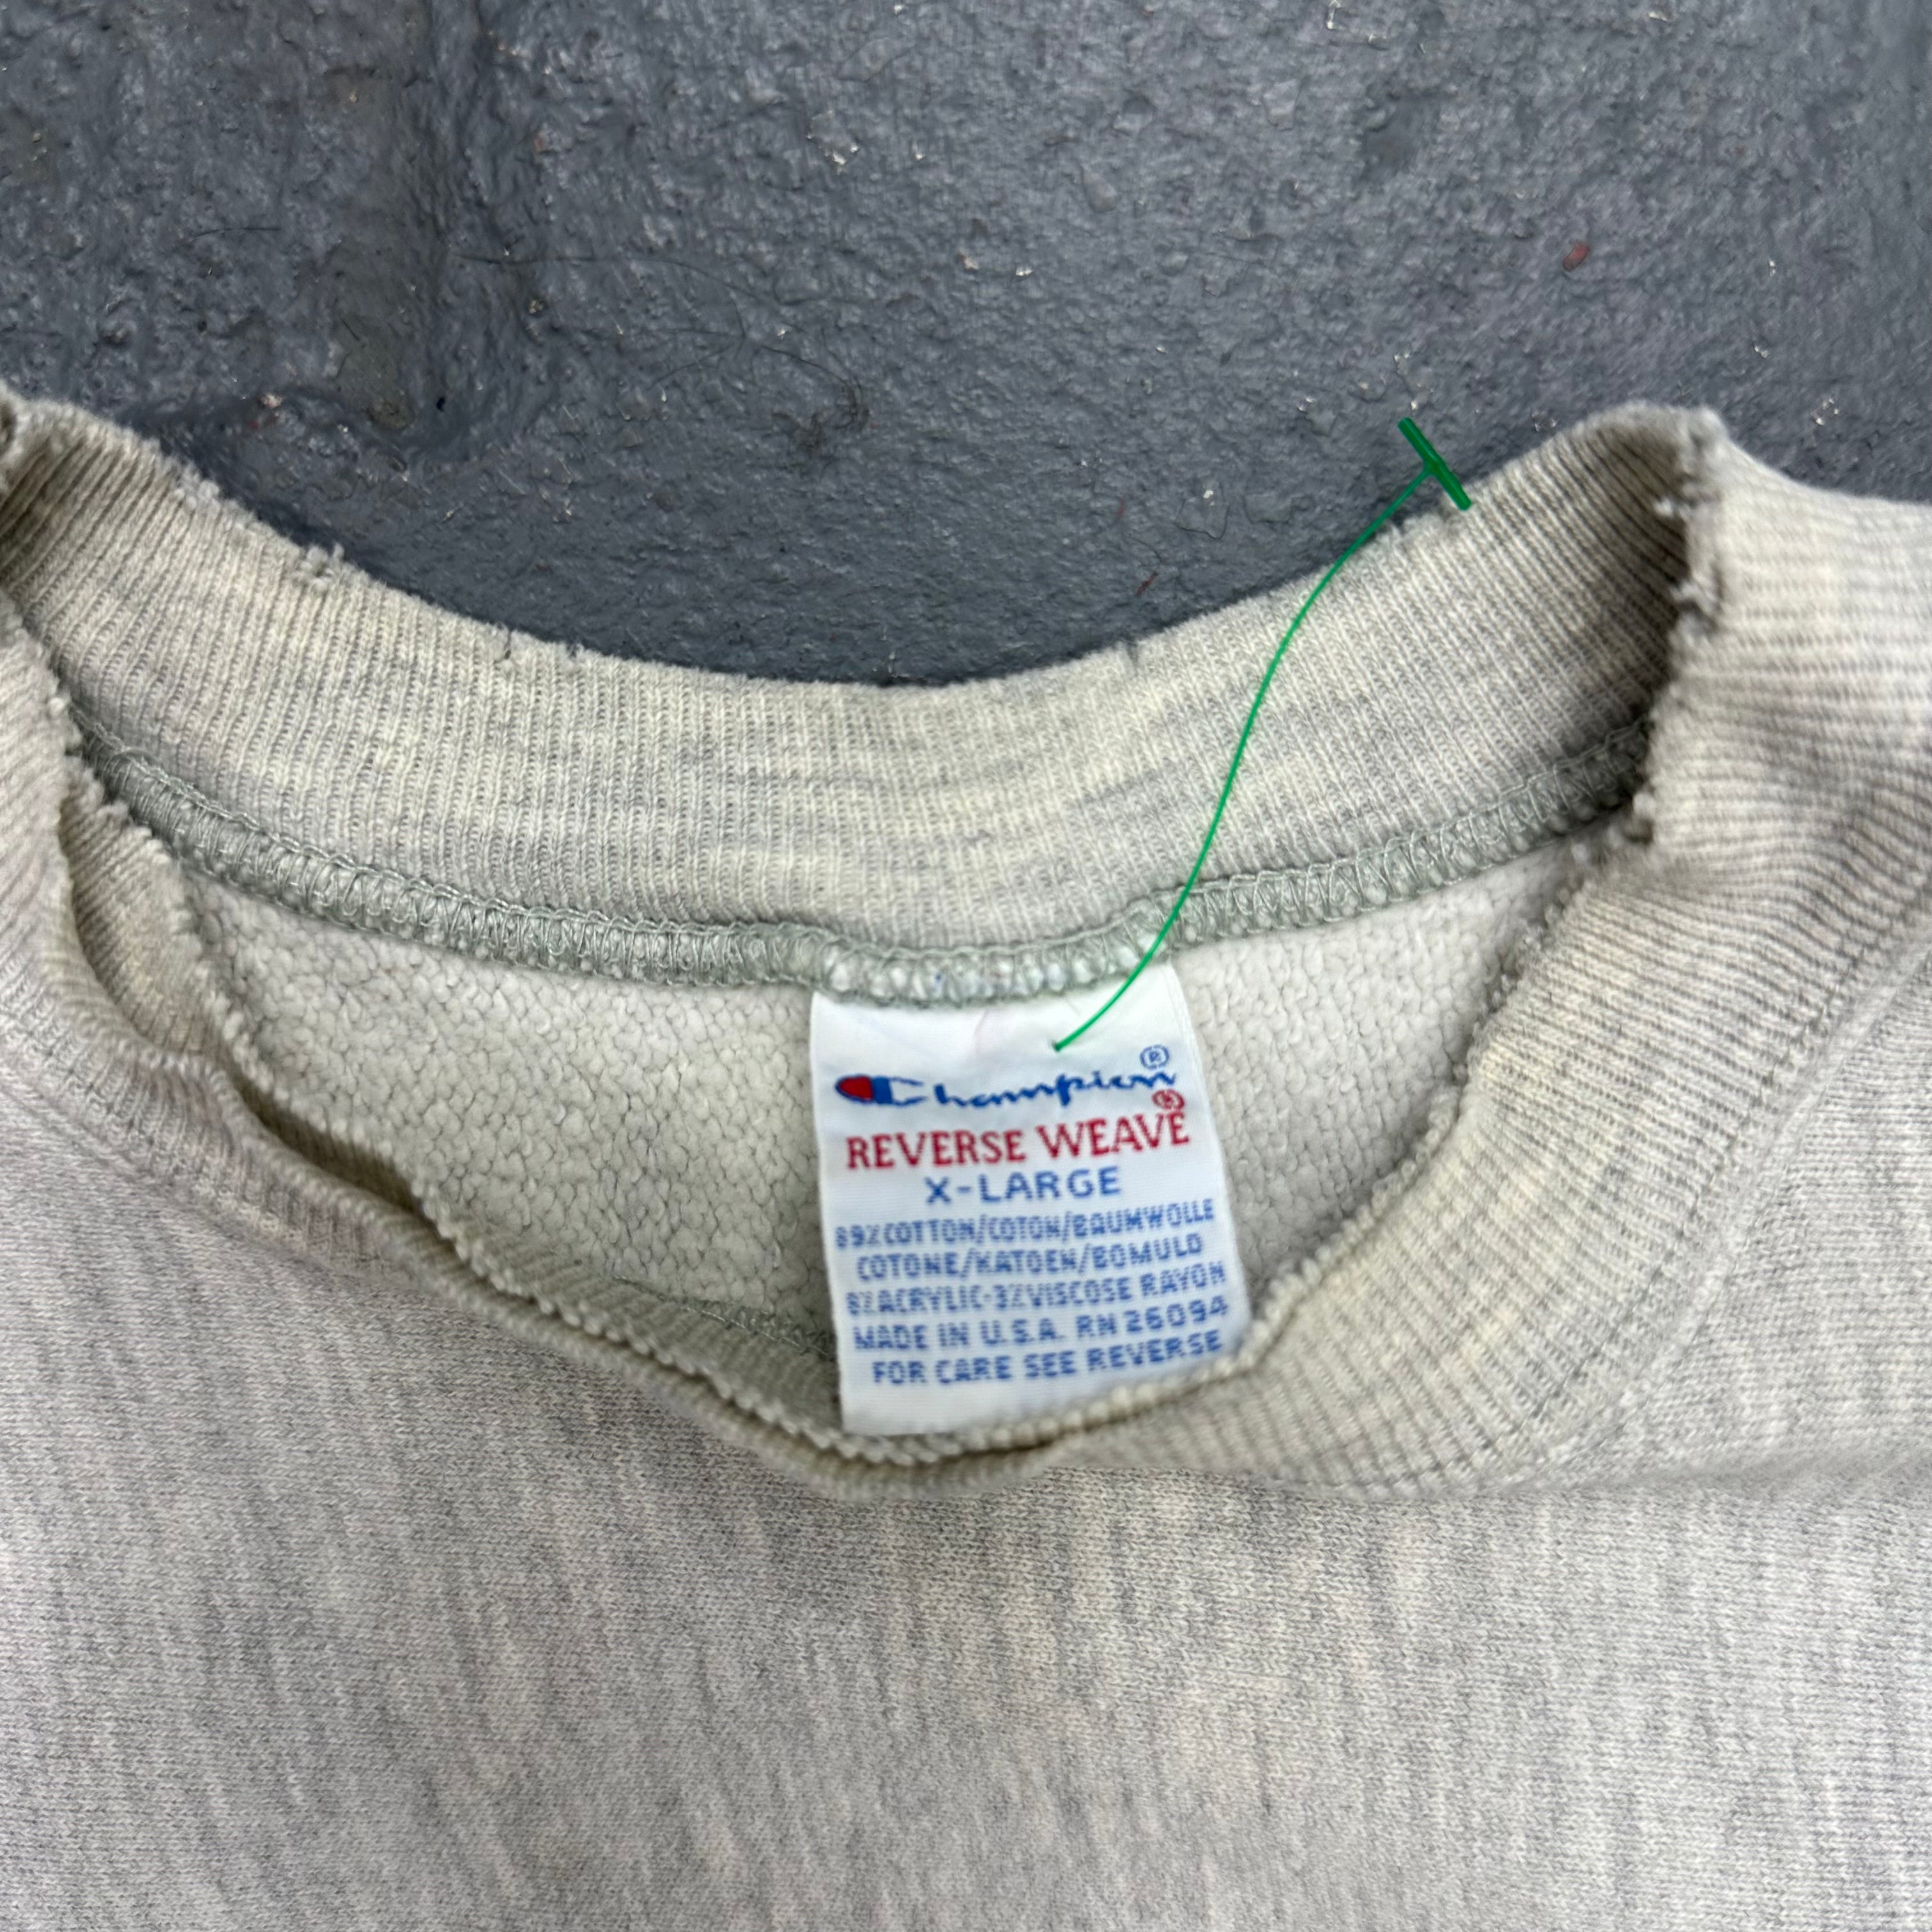 Champion®
REVERSE WEAVE®
X-LARGE
89%COTTON/COTON/BAUMWOLLE
COTONE/KATOEN/BOMULD
8%ACRYLIC-3%VISCOSE RAYON
MADE IN U.S.A. RN 26094
FOR CARE SEE REVERSE